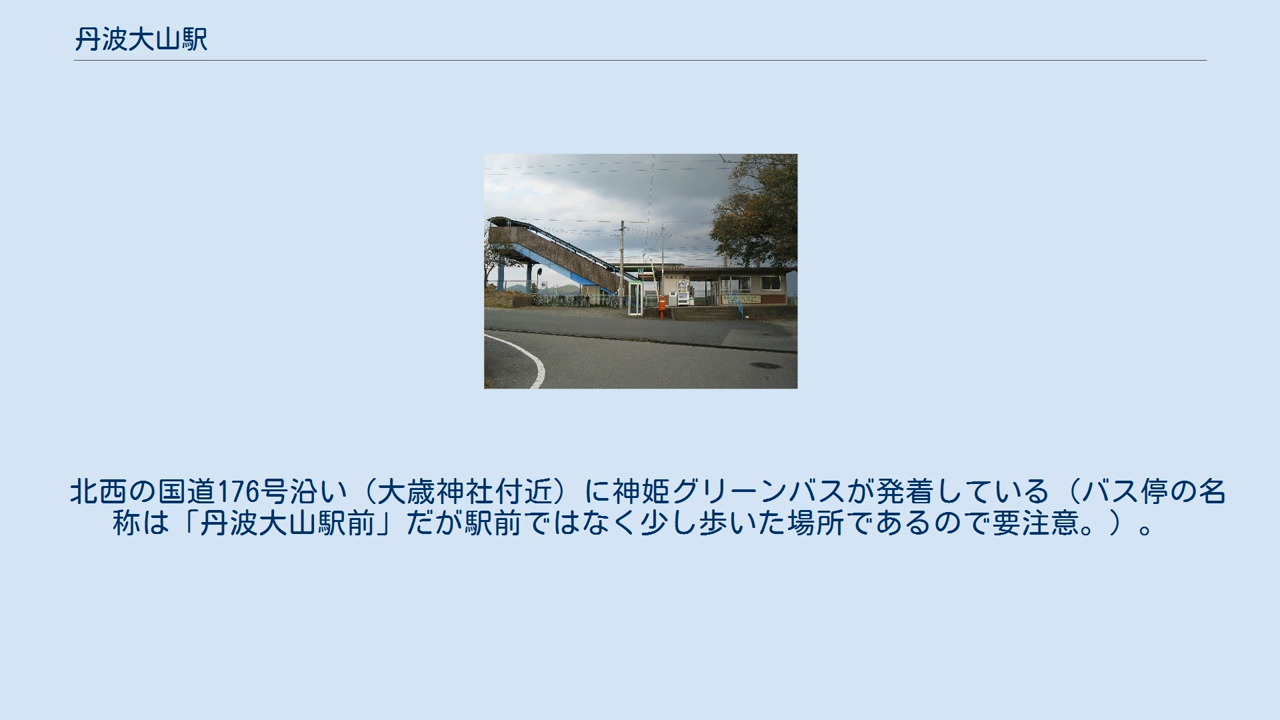 丹波大山駅
北西の国道176号沿い（大歳神社付近）に神姫グリーンバスが発着している（バス停の名
称は「丹波大山駅前」だが駅前ではなく少し歩いた場所であるので要注意。）。